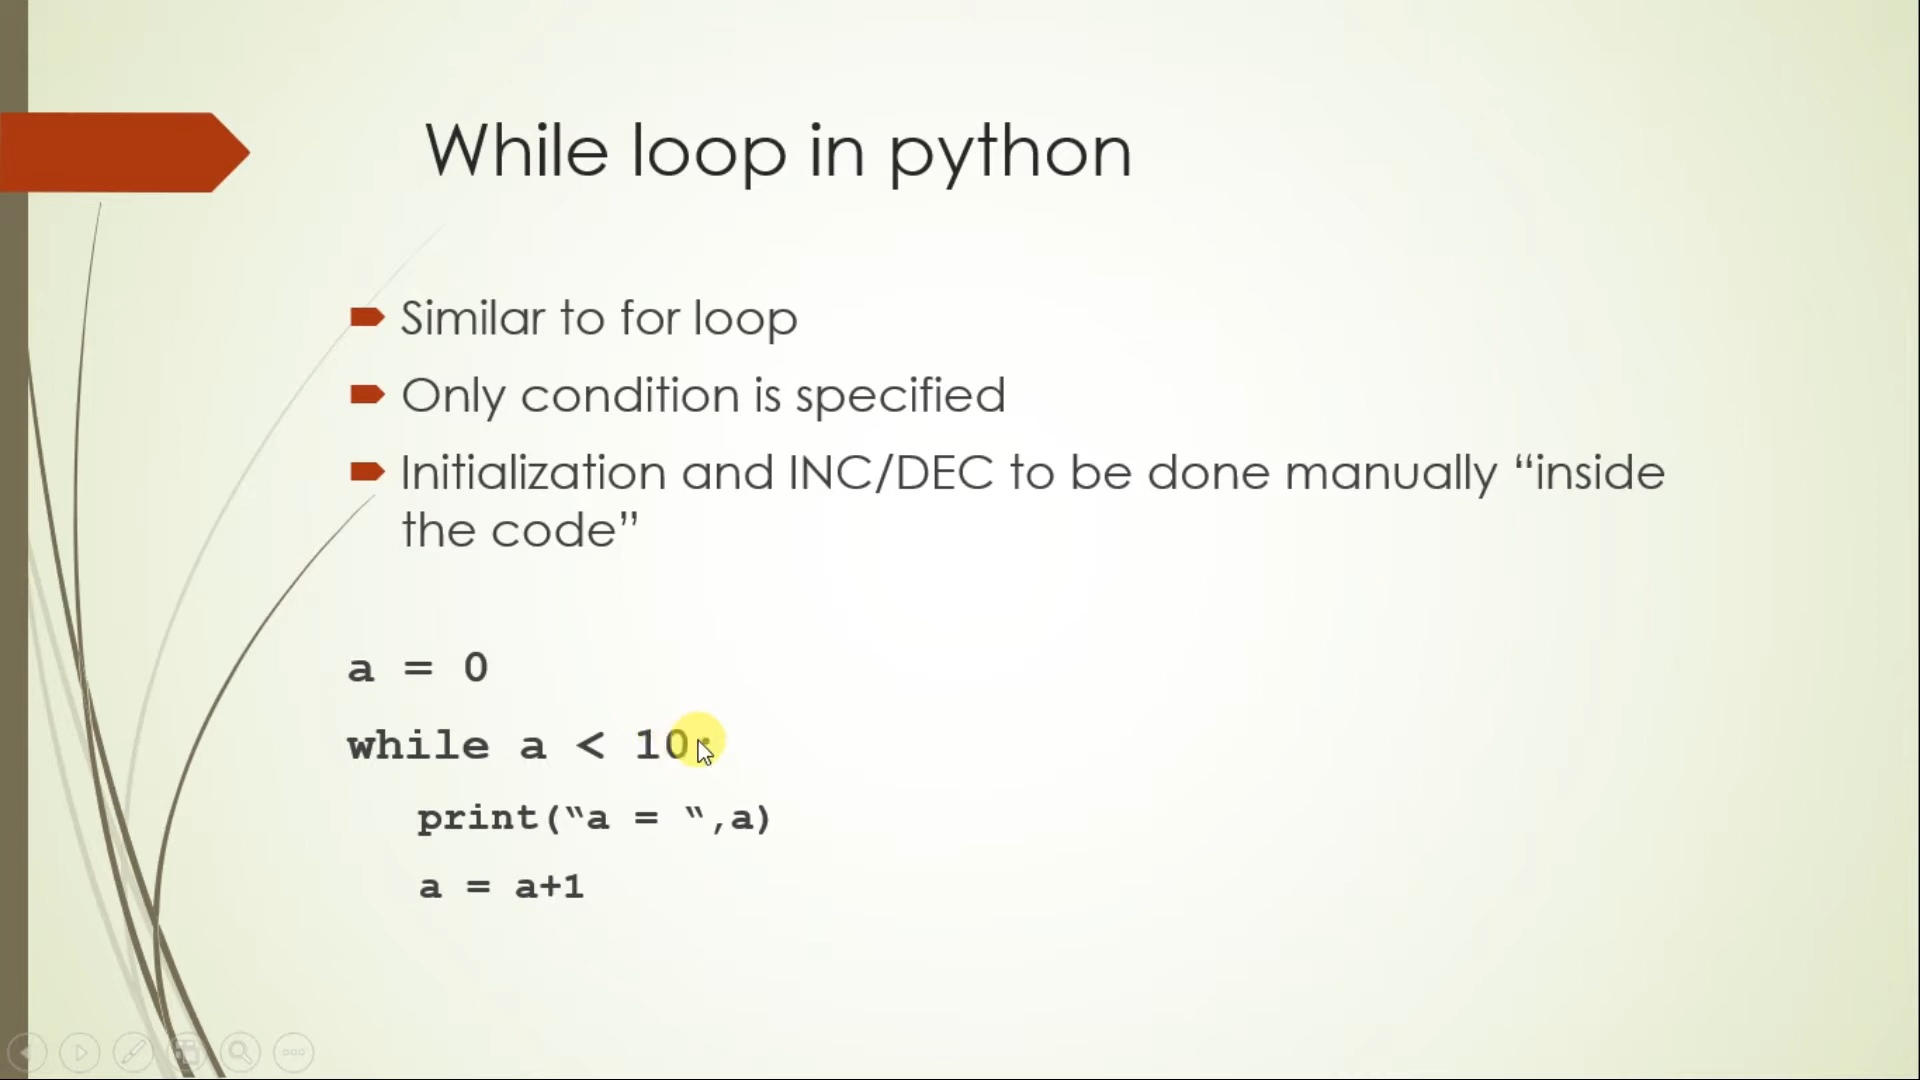 While loop in python
Similar to for loop
Only condition is specified
Initialization and INC/DEC to be done manually “inside
the code”
a = 0
while a < 10:
print(“a = “,a)
a = a+1